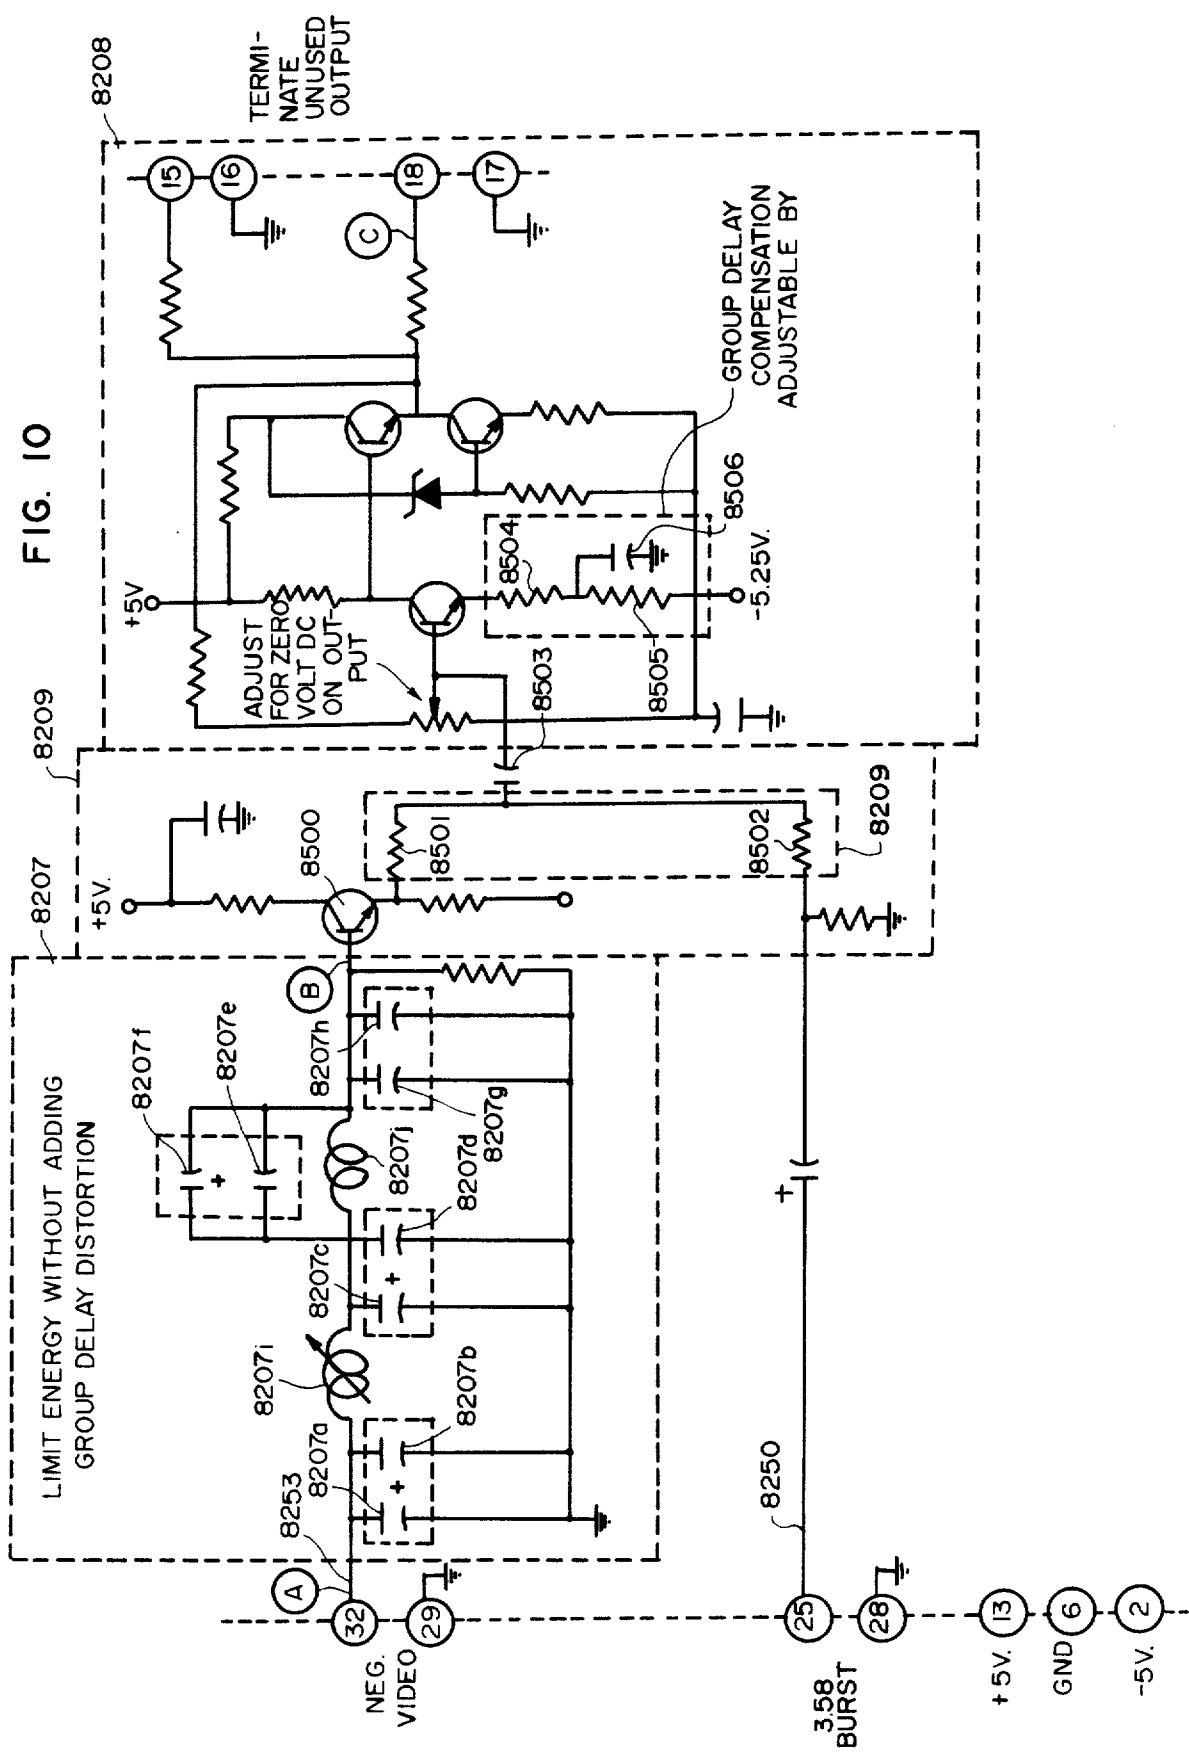 FIG. 10
LIMIT ENERGY WITHOUT ADDING
GROUP DELAY DISTORTION
8207
8209
8208
8207f
8207e
8207i
8207j
8207a
8207b
8207c
8207d
8207g
8207h
8253
A
B
C
32
29
NEG.
VIDEO
25
28
3.58
BURST
8250
13
+5V.
6
GND
2
-5V.
+
+
+
+
+5V.
8500
8501
8502
8209
8503
+5V
ADJUST
FOR ZERO
VOLT DC
ON OUT-
PUT
8504
8505
8506
-5.25V.
GROUP DELAY
COMPENSATION
ADJUSTABLE BY
15
16
18
17
TERMI-
NATE
UNUSED
OUTPUT